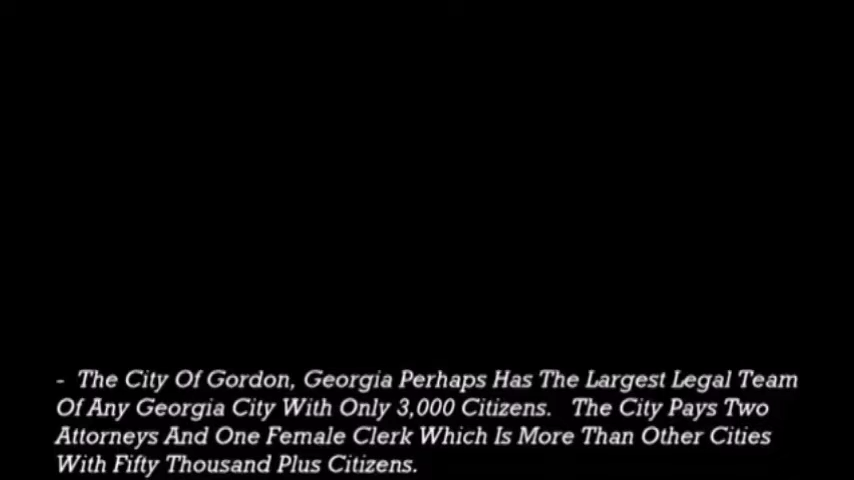 - The City Of Gordon, Georgia Perhaps Has The Largest Legal Team
Of Any Georgia City With Only 3,000 Citizens. The City Pays Two
Attorneys And One Female Clerk Which Is More Than Other Cities
With Fifty Thousand Plus Citizens.